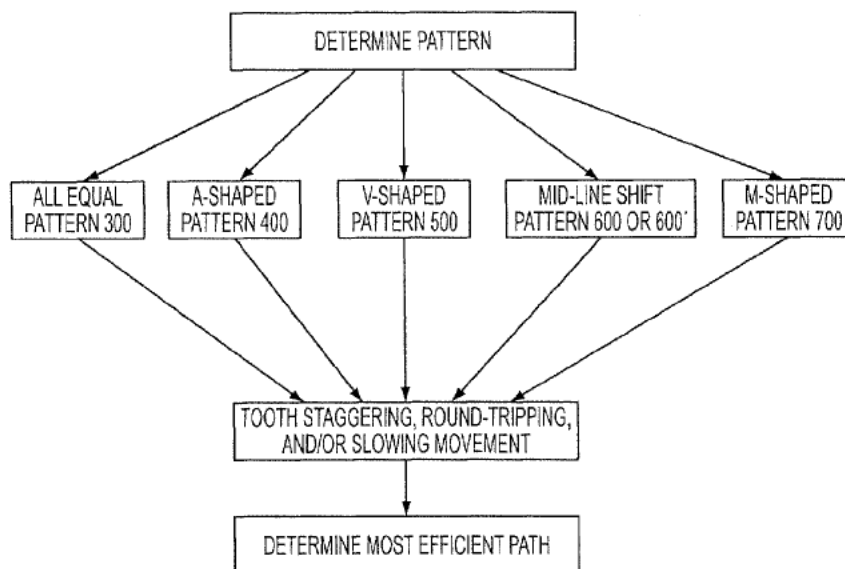 DETERMINE PATTERN
ALL EQUAL
PATTERN 300
A-SHAPED
PATTERN 400
V-SHAPED
PATTERN 500
MID-LINE SHIFT
PATTERN 600 OR 600'
M-SHAPED
PATTERN 700
TOOTH STAGGERING, ROUND-TRIPPING,
AND/OR SLOWING MOVEMENT
DETERMINE MOST EFFICIENT PATH